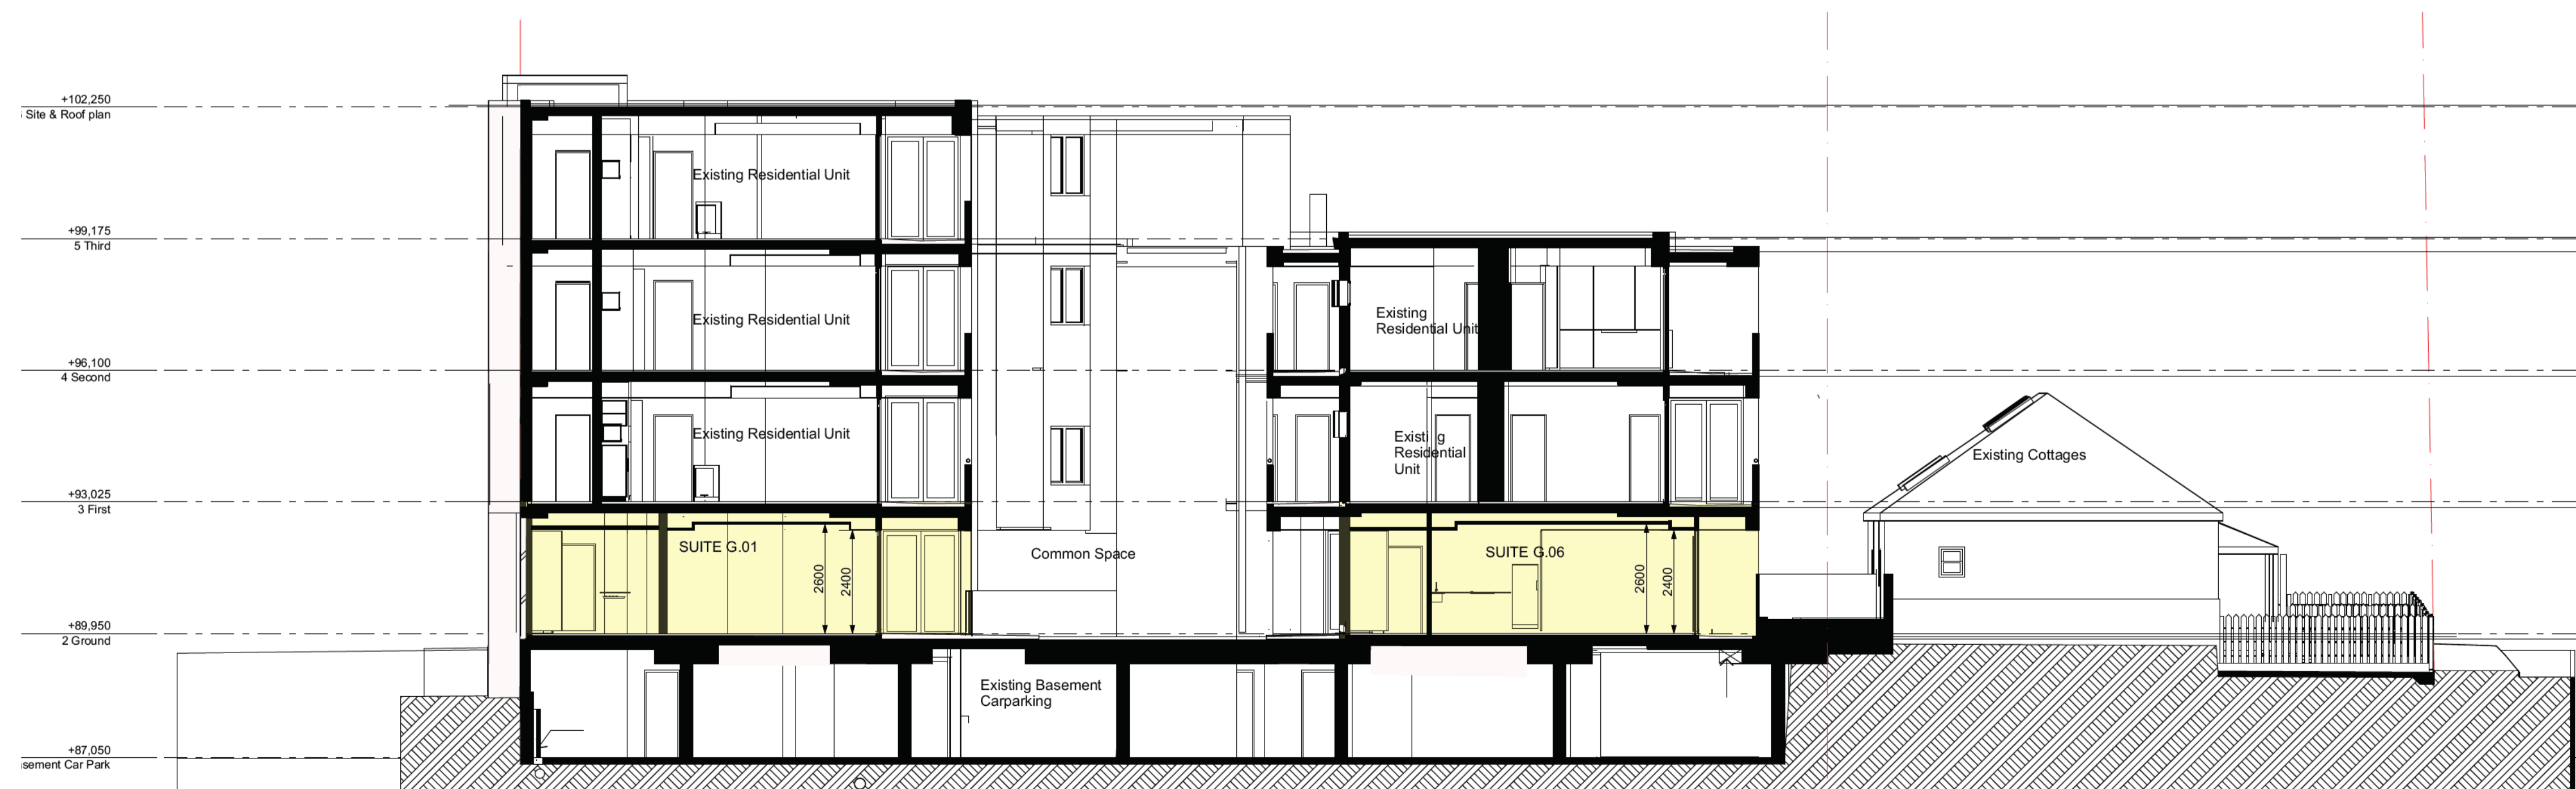 +102,250
Site & Roof plan
Existing Residential Unit
+99,175
5 Third
Existing Residential Unit
Existing
Residential Unit
+96,100
4 Second
Existing Residential Unit
Existi g
Residential
Unit
Existing Cottages
+93,025
3 First
SUITE G.01
2600
2400
Common Space
SUITE G.06
2600
2400
+89,950
2 Ground
Existing Basement
Carparking
+87,050
sement Car Park